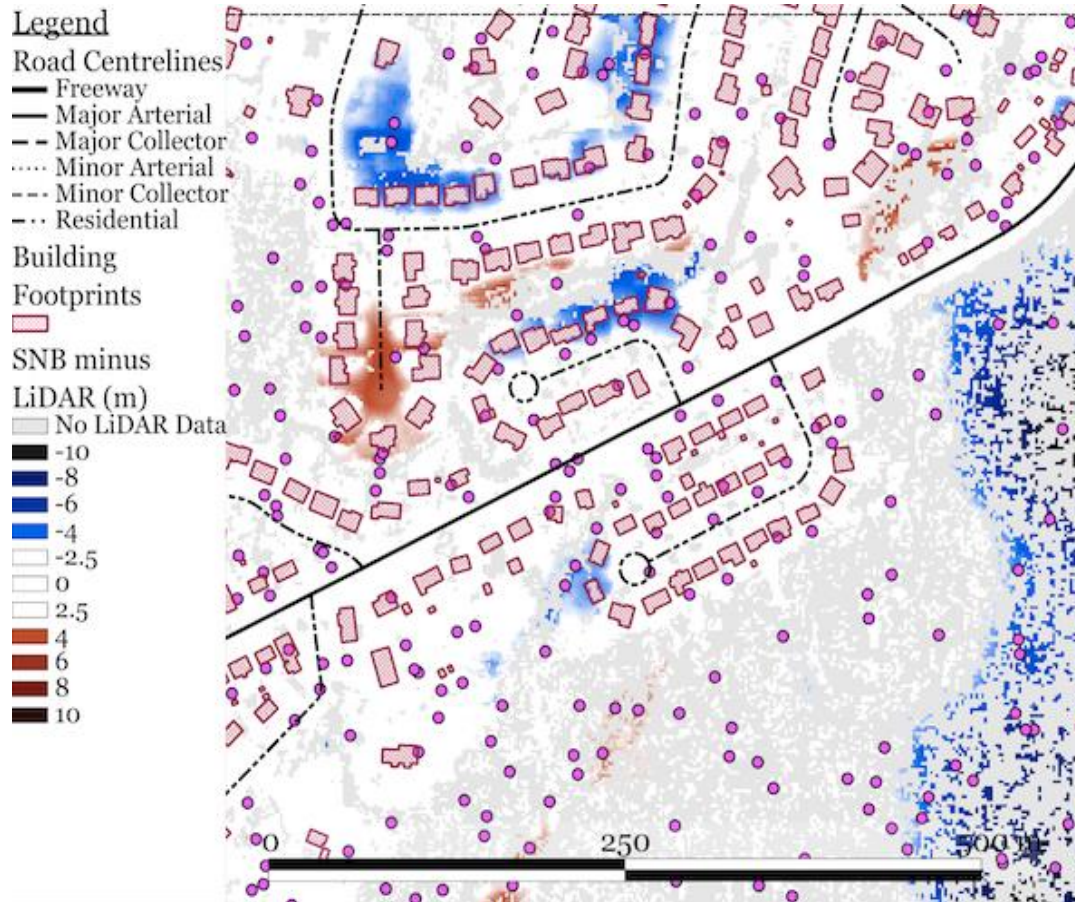 Legend
Road Centrelines
Freeway
Major Arterial
Major Collector
Minor Arterial
Minor Collector
Residential
Building
Footprints
SNB minus
LiDAR (m)
No LiDAR Data
-10
-8
-6
-4
-2.5
0
2.5
4
6
8
10
0 250 500 m